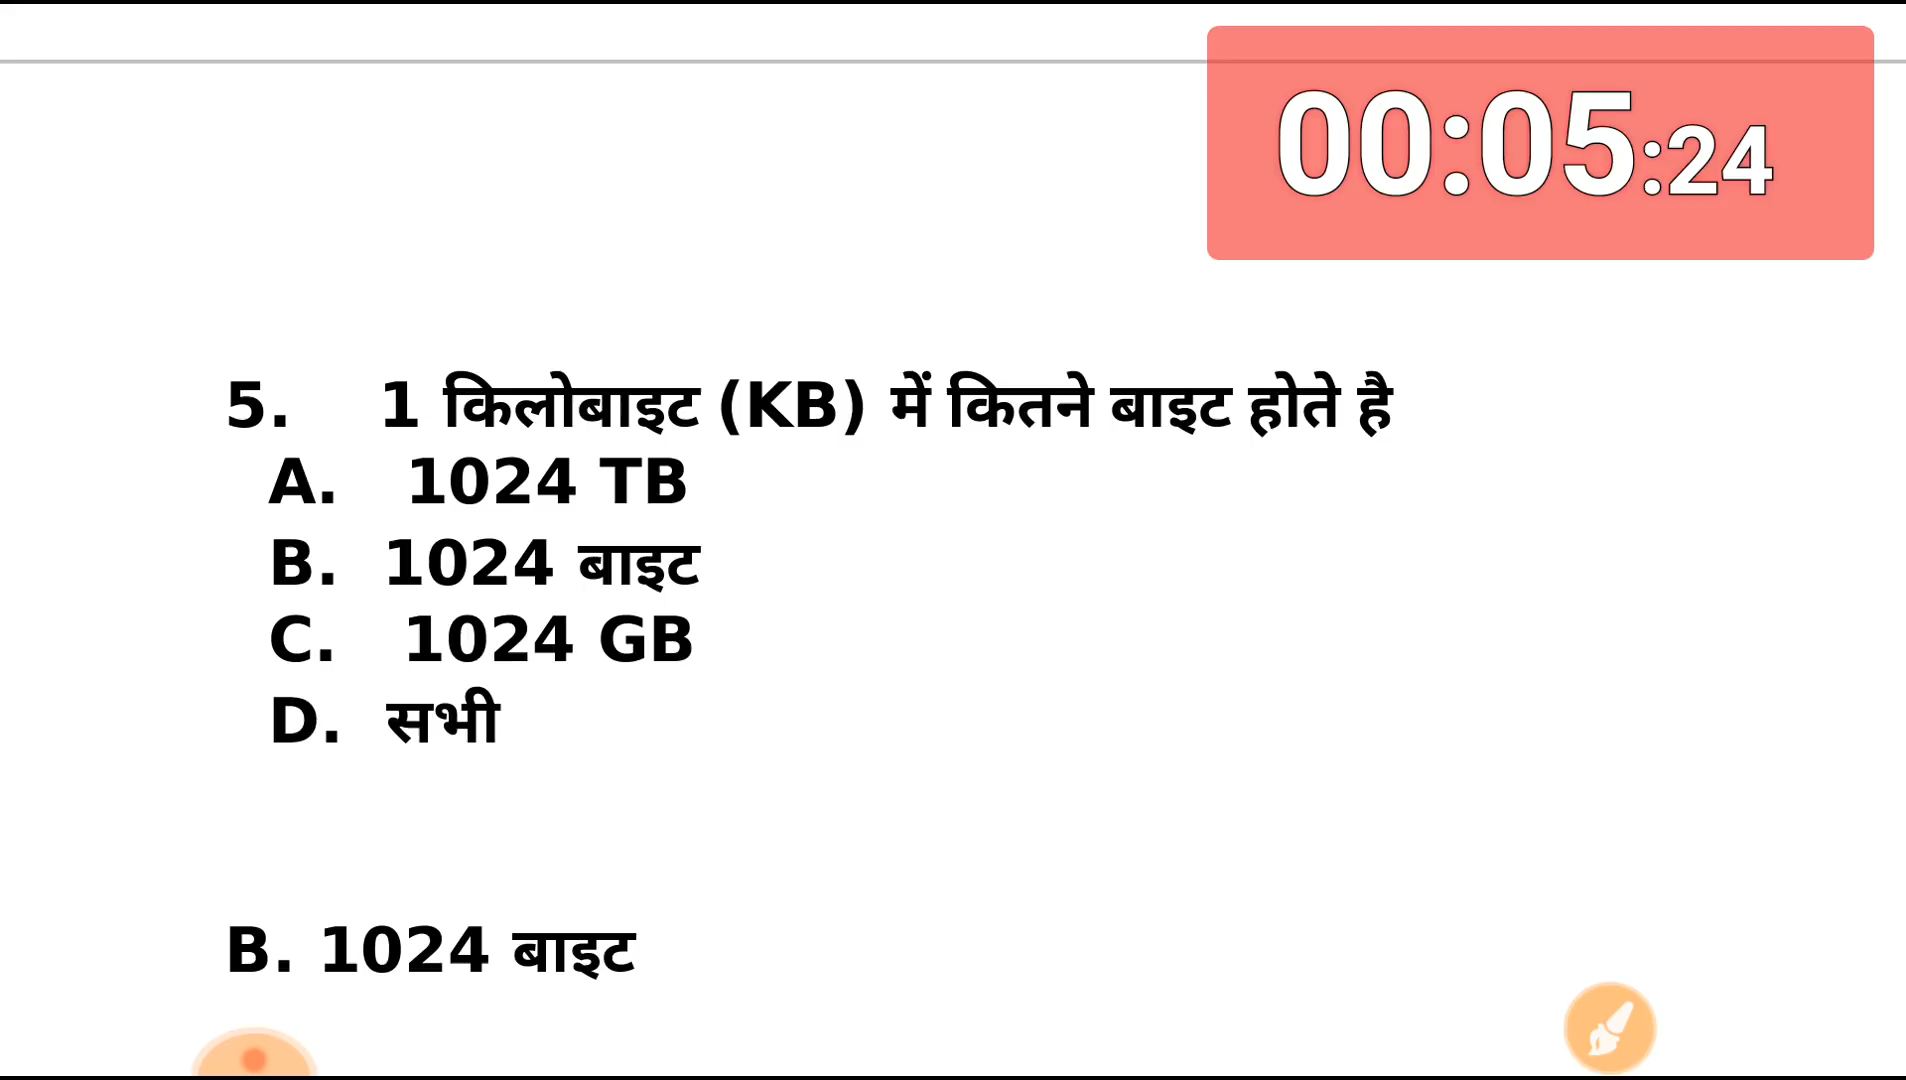 00:05:24
5. 1 किलोबाइट (KB) में कितने बाइट होते है
A. 1024 TB
B. 1024 बाइट
C. 1024 GB
D. सभी
B. 1024 बाइट